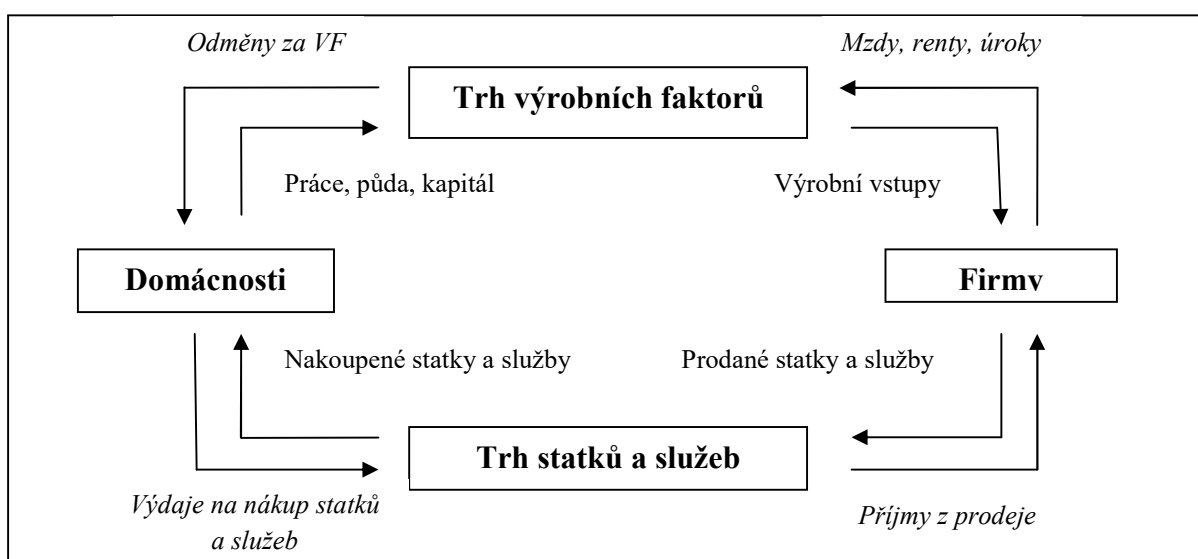 Odměny za VF
Mzdy, renty, úroky
Trh výrobních faktorů
Práce, půda, kapitál
Výrobní vstupy
Domácnosti
Firmv
Nakoupené statky a služby
Prodané statky a služby
Trh statků a služeb
Výdaje na nákup statků
a služeb
Příjmy z prodeje